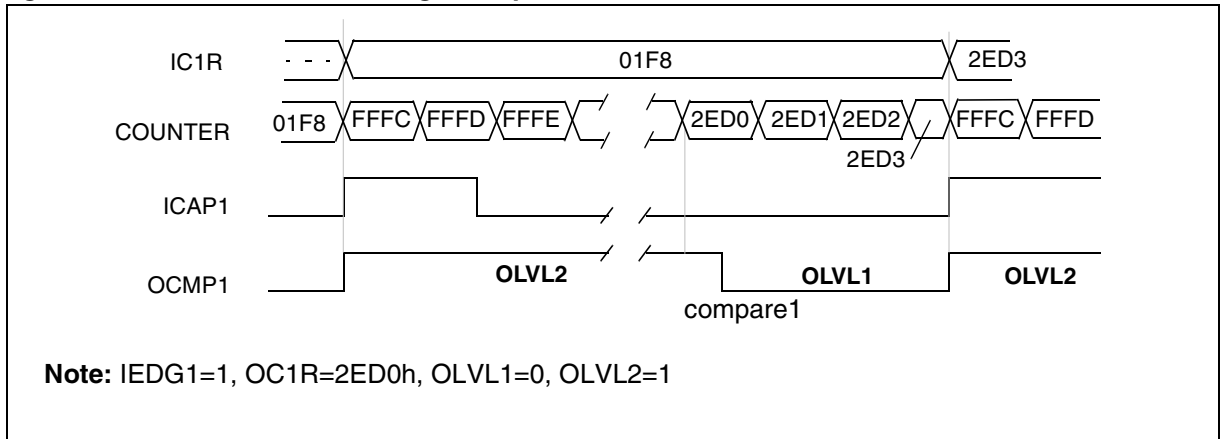 IC1R - - - 01F8 2ED3
COUNTER 01F8 FFFC FFFD FFFE 2ED0 2ED1 2ED2 FFFC FFFD
2ED3
ICAP1
OCMP1 OLVL2 OLVL1 OLVL2
compare1
Note: IEDG1=1, OC1R=2ED0h, OLVL1=0, OLVL2=1